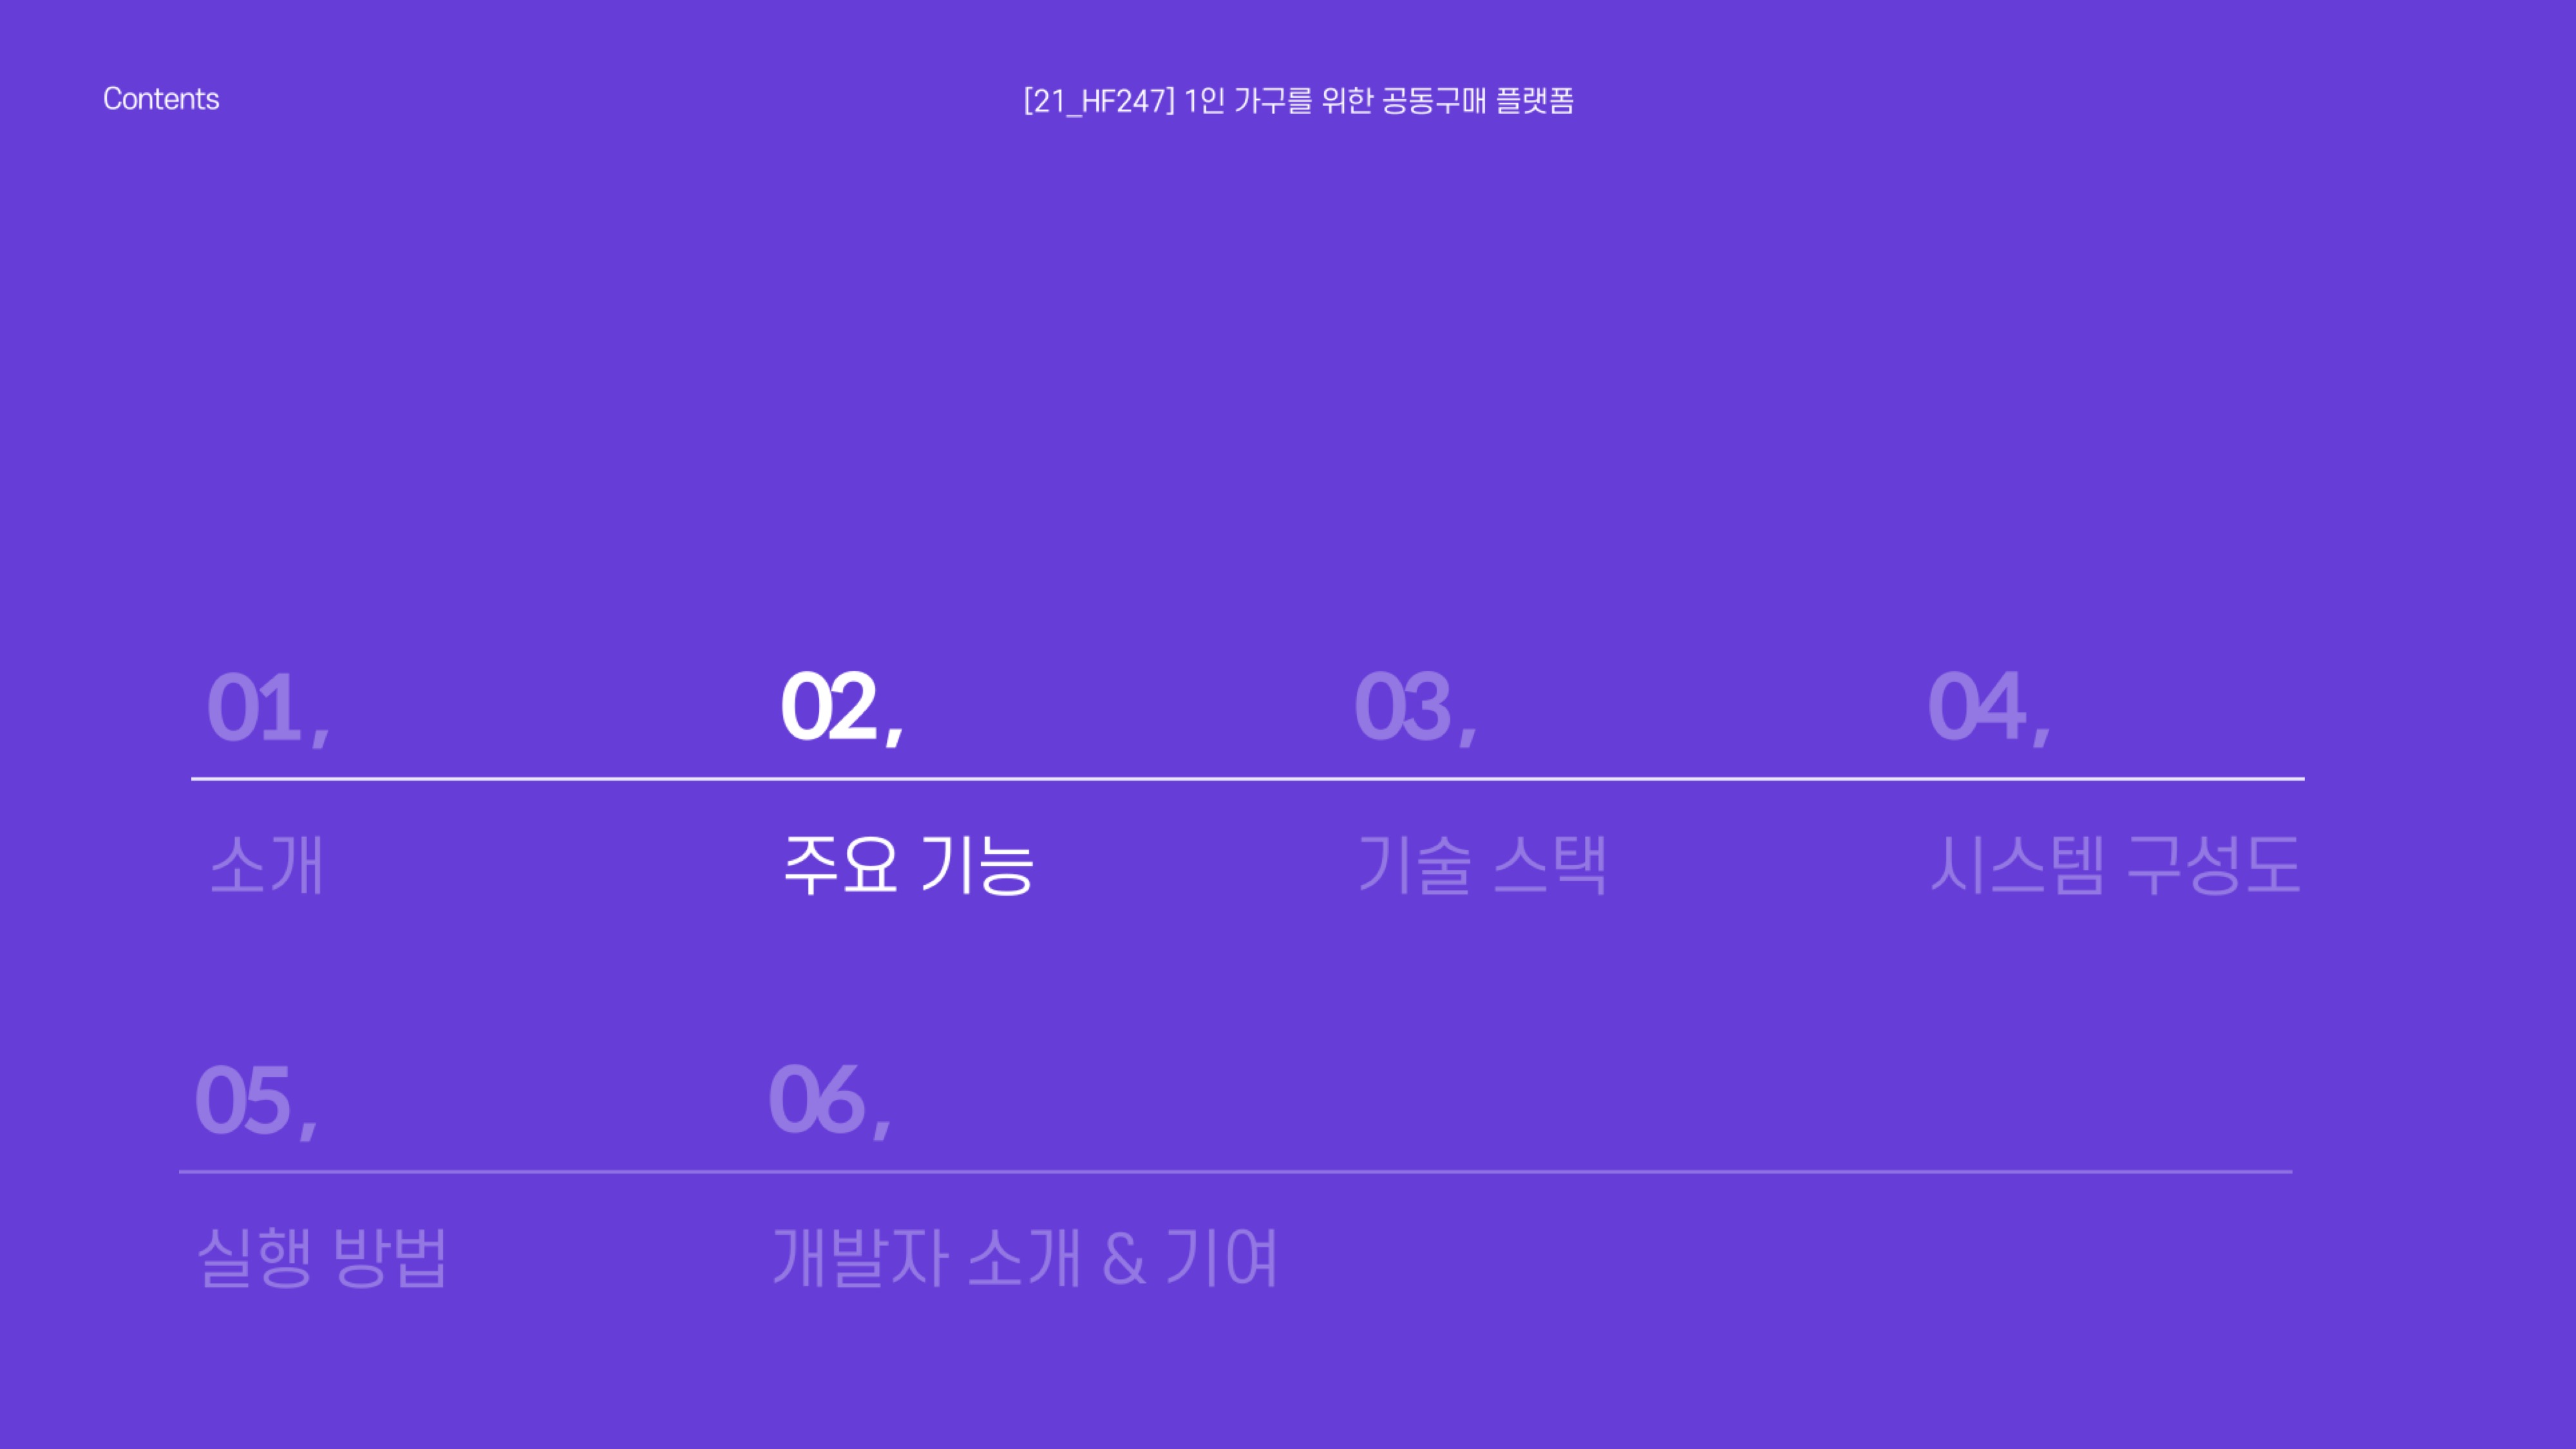 Contents
[21_HF247] 1인 가구를 위한 공동구매 플랫폼
01, 02, 03, 04,
소개 주요 기능 기술 스택 시스템 구성도
05, 06,
실행 방법 개발자 소개 & 기여